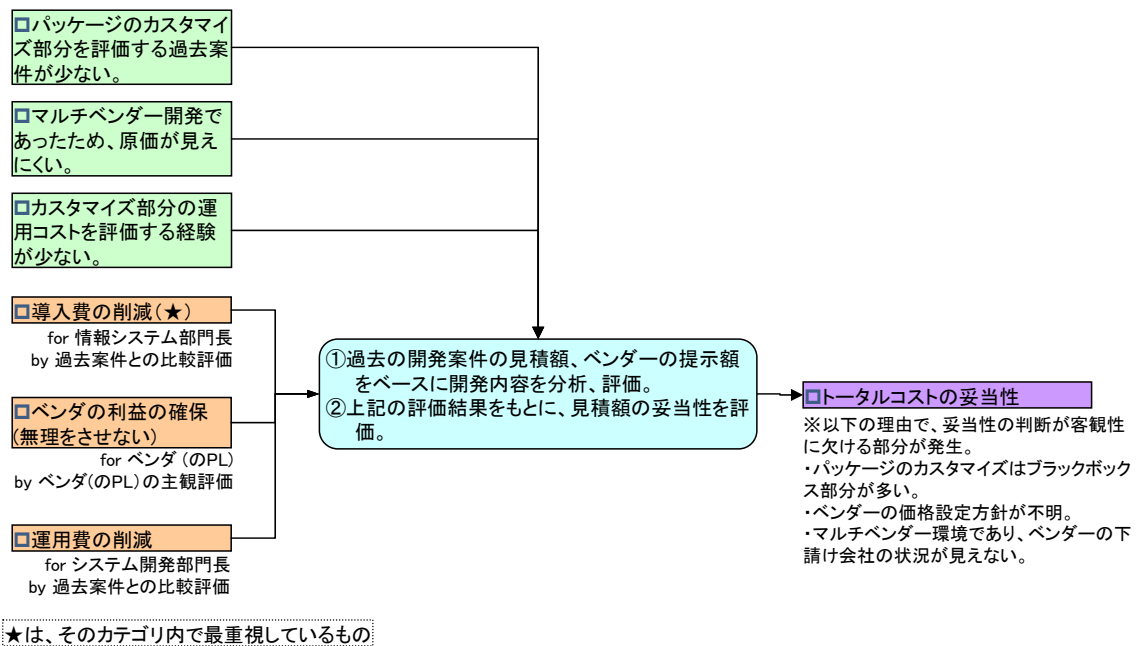 □パッケージのカスタマイ
ズ部分を評価する過去案
件が少ない。
□マルチベンダー開発で
あったため、原価が見え
にくい。
□カスタマイズ部分の運
用コストを評価する経験
が少ない。
□導入費の削減(★)
for 情報システム部門長
by 過去案件との比較評価
□ベンダの利益の確保
(無理をさせない)
for ベンダ (のPL)
by ベンダ(のPL)の主観評価
□運用費の削減
for システム開発部門長
by 過去案件との比較評価
①過去の開発案件の見積額、ベンダーの提示額
をベースに開発内容を分析、評価。
②上記の評価結果をもとに、見積額の妥当性を評
価。
□トータルコストの妥当性
※以下の理由で、妥当性の判断が客観性
に欠ける部分が発生。
・パッケージのカスタマイズはブラックボック
ス部分が多い。
・ベンダーの価格設定方針が不明。
・マルチベンダー環境であり、ベンダーの下
請け会社の状況が見えない。
★は、そのカテゴリ内で最重視しているもの